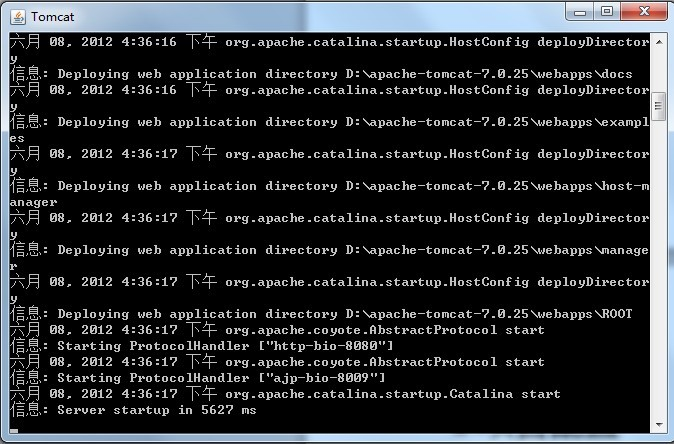 Tomcat
六月 08, 2012 4:36:16 下午 org.apache.catalina.startup.HostConfig deployDirector
y
信息: Deploying web application directory D:\apache-tomcat-7.0.25\webapps\docs
六月 08, 2012 4:36:16 下午 org.apache.catalina.startup.HostConfig deployDirector
y
信息: Deploying web application directory D:\apache-tomcat-7.0.25\webapps\exampl
es
六月 08, 2012 4:36:17 下午 org.apache.catalina.startup.HostConfig deployDirector
y
信息: Deploying web application directory D:\apache-tomcat-7.0.25\webapps\host-m
anager
六月 08, 2012 4:36:17 下午 org.apache.catalina.startup.HostConfig deployDirector
y
信息: Deploying web application directory D:\apache-tomcat-7.0.25\webapps\manage
r
六月 08, 2012 4:36:17 下午 org.apache.catalina.startup.HostConfig deployDirector
y
信息: Deploying web application directory D:\apache-tomcat-7.0.25\webapps\ROOT
六月 08, 2012 4:36:17 下午 org.apache.coyote.AbstractProtocol start
信息: Starting ProtocolHandler ["http-bio-8080"]
六月 08, 2012 4:36:17 下午 org.apache.coyote.AbstractProtocol start
信息: Starting ProtocolHandler ["ajp-bio-8009"]
六月 08, 2012 4:36:17 下午 org.apache.catalina.startup.Catalina start
信息: Server startup in 5627 ms